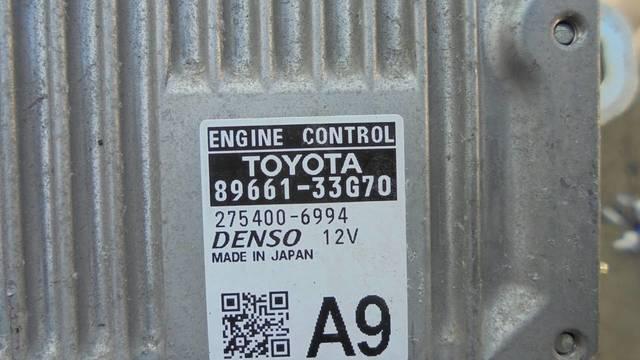 ENGINE CONTROL
TOYOTA
89661-33G70
275400-6994
DENSO 12V
MADE IN JAPAN
A9